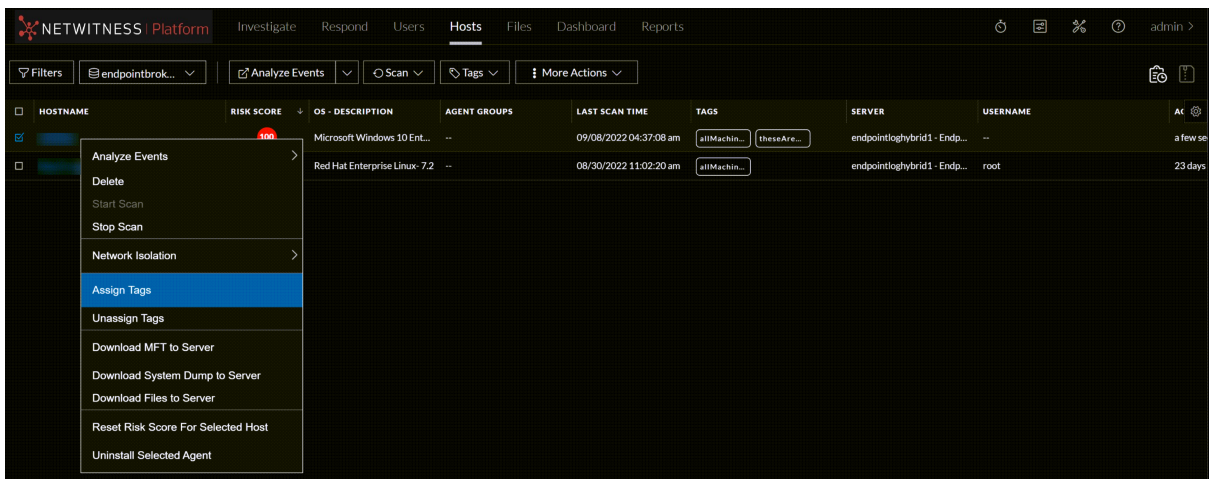 NETWITNESS | Platform Investigate Respond Users Hosts Files Dashboard Reports admin >
Filters endpointbrok... Analyze Events Scan Tags More Actions
HOSTNAME RISK SCORE OS - DESCRIPTION AGENT GROUPS LAST SCAN TIME TAGS SERVER USERNAME
100 Microsoft Windows 10 Ent... -- 09/08/2022 04:37:08 am allMachin... theseAre... endpointloghybrid1 - Endp... -- a few se
Red Hat Enterprise Linux- 7.2 -- 08/30/2022 11:02:20 am allMachin... endpointloghybrid1 - Endp... root 23 days
Analyze Events
Delete
Start Scan
Stop Scan
Network Isolation
Assign Tags
Unassign Tags
Download MFT to Server
Download System Dump to Server
Download Files to Server
Reset Risk Score For Selected Host
Uninstall Selected Agent